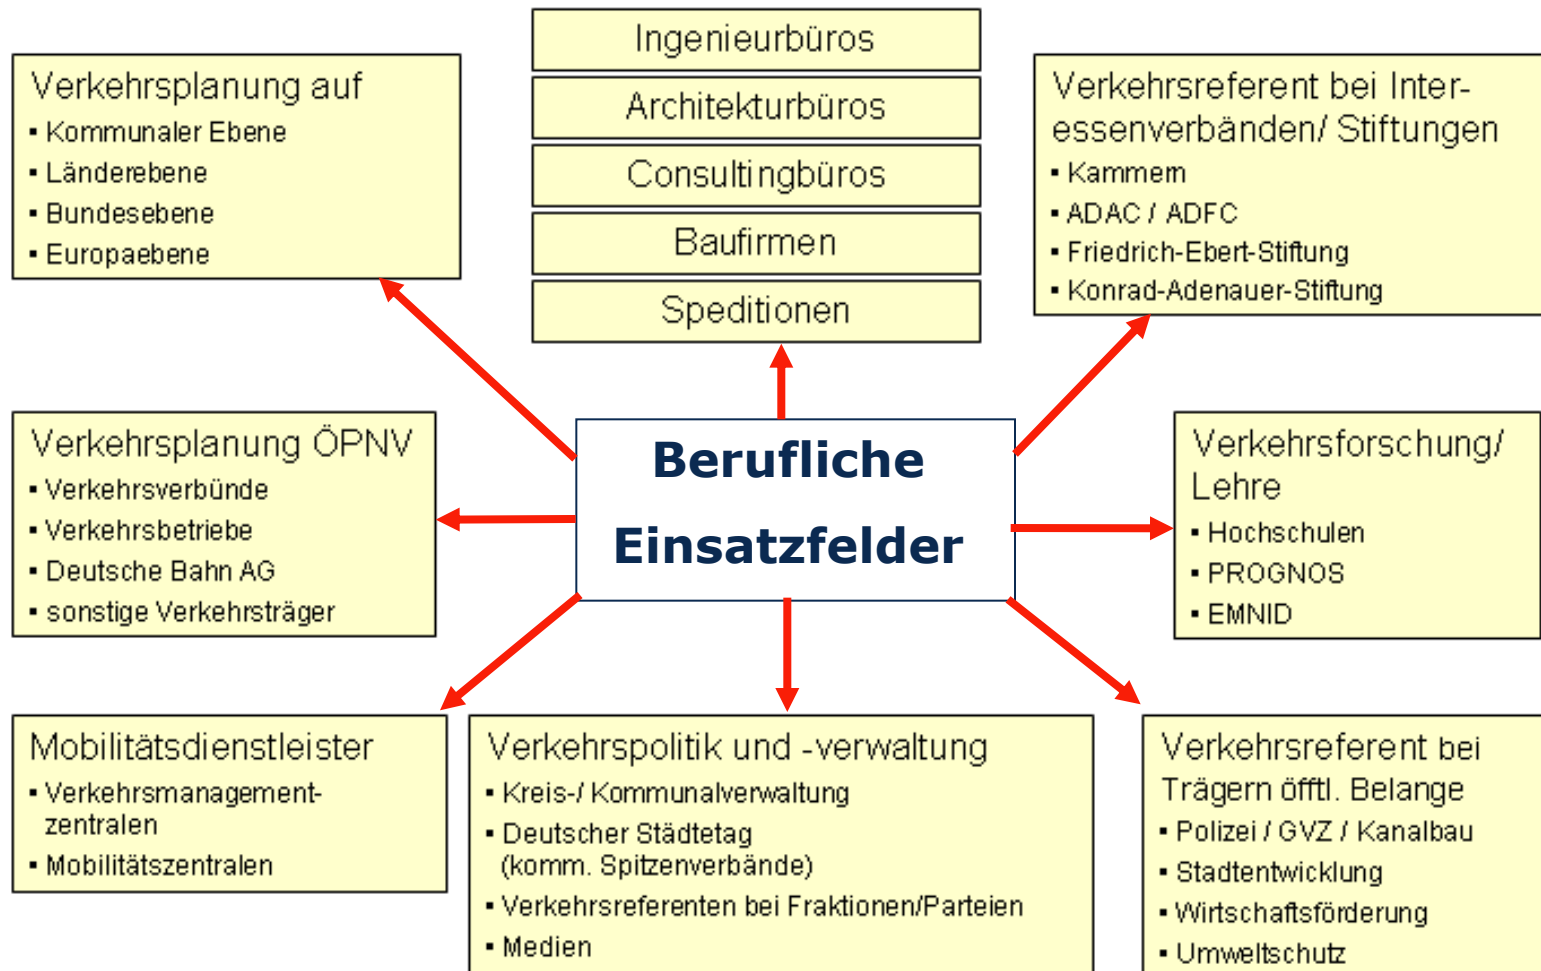 Verkehrsplanung auf
▪ Kommunaler Ebene
▪ Länderebene
▪ Bundesebene
▪ Europaebene
Ingenieurbüros
Architekturbüros
Consultingbüros
Baufirmen
Speditionen
Verkehrsreferent bei Inter-
essenverbänden/ Stiftungen
▪ Kammern
▪ ADAC / ADFC
▪ Friedrich-Ebert-Stiftung
▪ Konrad-Adenauer-Stiftung
Verkehrsplanung ÖPNV
▪ Verkehrsverbünde
▪ Verkehrsbetriebe
▪ Deutsche Bahn AG
▪ sonstige Verkehrsträger
Berufliche
Einsatzfelder
Verkehrsforschung/
Lehre
▪ Hochschulen
▪ PROGNOS
▪ EMNID
Mobilitätsdienstleister
▪ Verkehrsmanagement-
zentralen
▪ Mobilitätszentralen
Verkehrspolitik und -verwaltung
▪ Kreis-/ Kommunalverwaltung
▪ Deutscher Städtetag
(komm. Spitzenverbände)
▪ Verkehrsreferenten bei Fraktionen/Parteien
▪ Medien
Verkehrsreferent bei
Trägern öfftl. Belange
▪ Polizei / GVZ / Kanalbau
▪ Stadtentwicklung
▪ Wirtschaftsförderung
▪ Umweltschutz